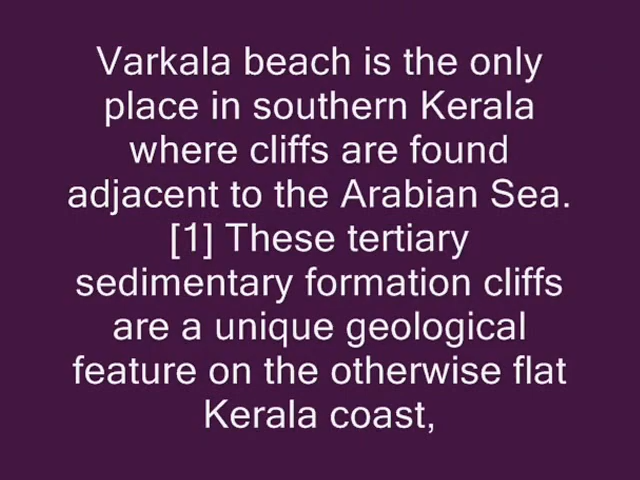 Varkala beach is the only
place in southern Kerala
where cliffs are found
adjacent to the Arabian Sea.
[1] These tertiary
sedimentary formation cliffs
are a unique geological
feature on the otherwise flat
Kerala coast,